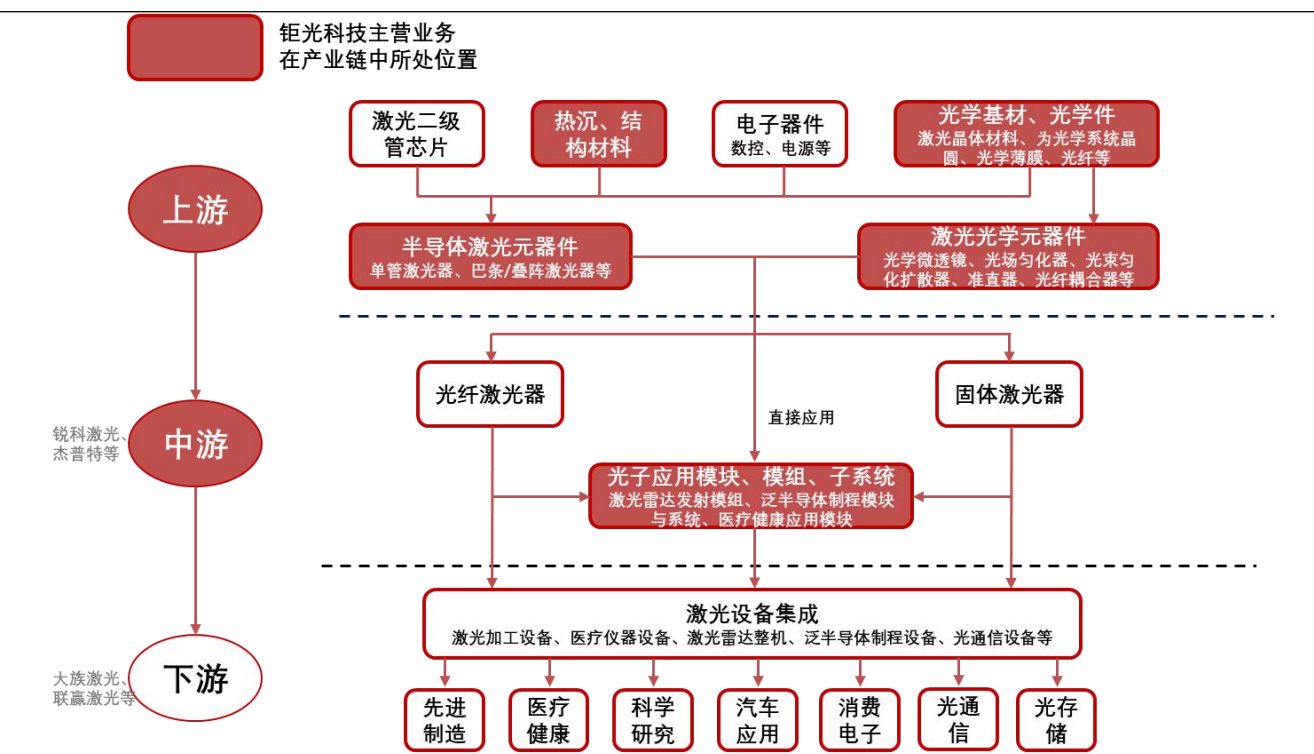 钜光科技主营业务
在产业链中所处位置
激光二级
管芯片
热沉、结
构材料
电子器件
数控、电源等
光学基材、光学件
激光晶体材料、为光学系统晶
圆、光学薄膜、光纤等
上游
半导体激光元器件
单管激光器、巴条/叠阵激光器等
激光光学元器件
光学微透镜、光场匀化器、光束匀
化扩散器、准直器、光纤耦合器等
光纤激光器
固体激光器
直接应用
锐科激光、
杰普特等
中游
光子应用模块、模组、子系统
激光雷达发射模组、泛半导体制程模块
与系统、医疗健康应用模块
激光设备集成
激光加工设备、医疗仪器设备、激光雷达整机、泛半导体制程设备、光通信设备等
大族激光、
联赢激光等
下游
先进
制造
医疗
健康
科学
研究
汽车
应用
消费
电子
光通
信
光存
储